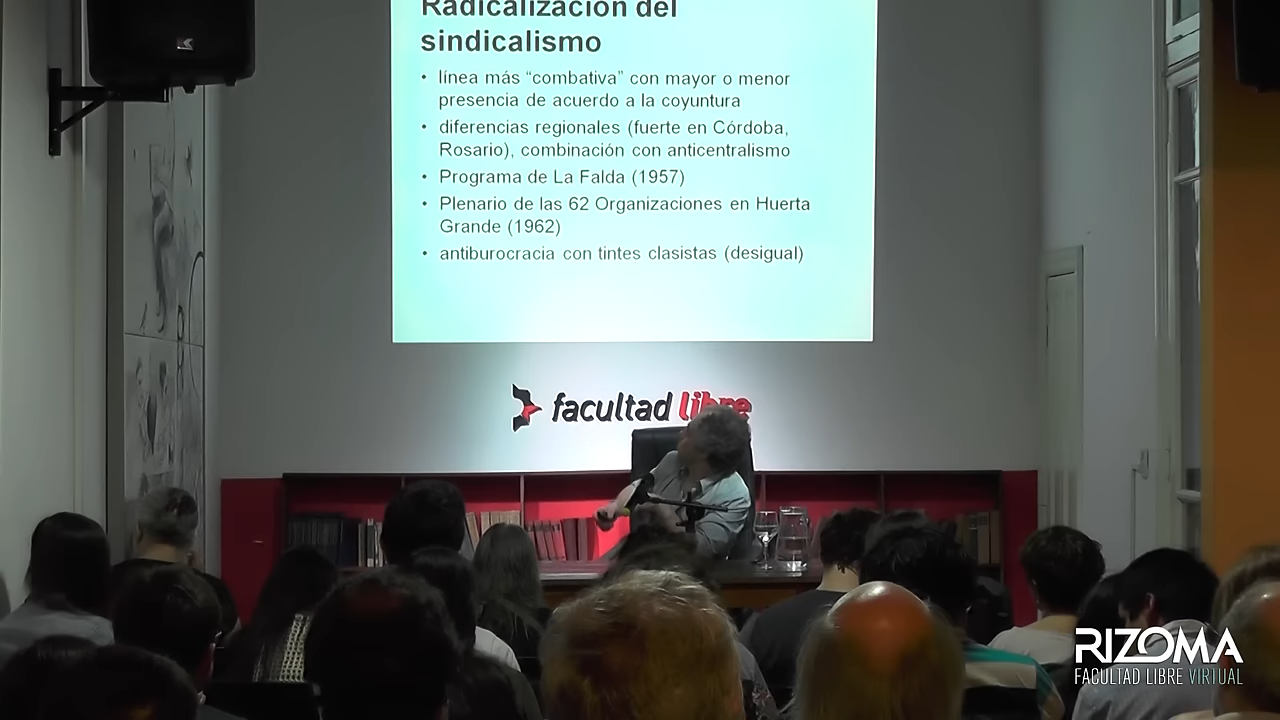 Radicalización del
sindicalismo
• línea más “combativa” con mayor o menor
presencia de acuerdo a la coyuntura
• diferencias regionales (fuerte en Córdoba,
Rosario), combinación con anticentralismo
• Programa de La Falda (1957)
• Plenario de las 62 Organizaciones en Huerta
Grande (1962)
• antiburocracia con tintes clasistas (desigual)
facultad libre
RIZOMA
FACULTAD LIBRE VIRTUAL